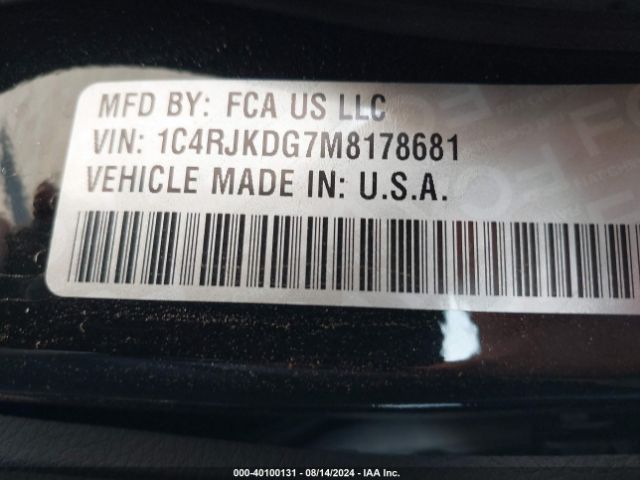 MFD BY: FCA US LLC
VIN: 1C4RJKDG7M8178681
VEHICLE MADE IN: U.S.A.
000-40100131 - 08/14/2024 - IAA Inc.